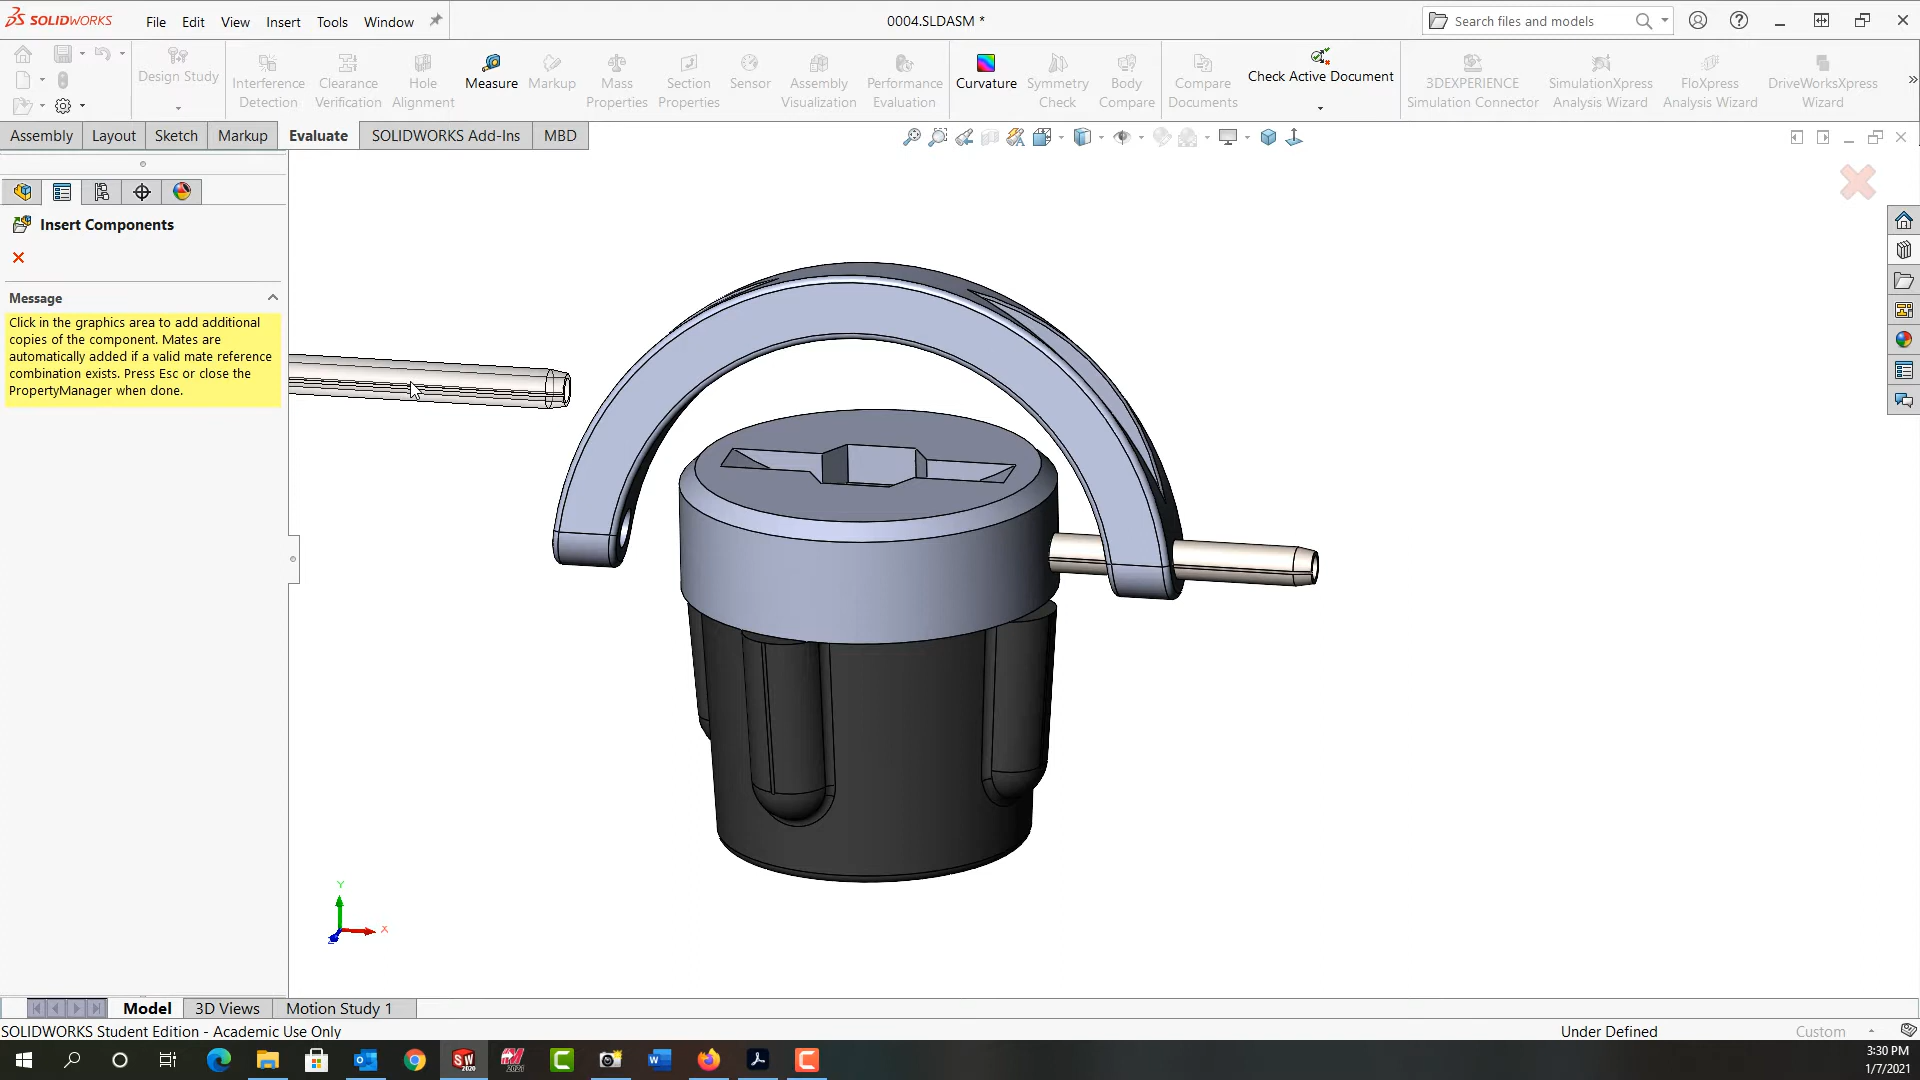 SOLIDWORKS File Edit View Insert Tools Window 0004.SLDASM * Search files and models
Design Study
Interference Detection
Clearance Verification
Hole Alignment
Measure
Markup
Mass Properties
Section Properties
Sensor
Assembly Visualization
Performance Evaluation
Curvature
Symmetry Check
Body Compare
Compare Documents
Check Active Document
3DEXPERIENCE Simulation Connector
SimulationXpress Analysis Wizard
FloXpress Analysis Wizard
DriveWorksXpress Wizard
Assembly Layout Sketch Markup Evaluate SOLIDWORKS Add-Ins MBD
Insert Components
Message
Click in the graphics area to add additional
copies of the component. Mates are
automatically added if a valid mate reference
combination exists. Press Esc or close the
PropertyManager when done.
Y
X
Z
Model 3D Views Motion Study 1
SOLIDWORKS Student Edition - Academic Use Only Under Defined Custom
3:30 PM
1/7/2021